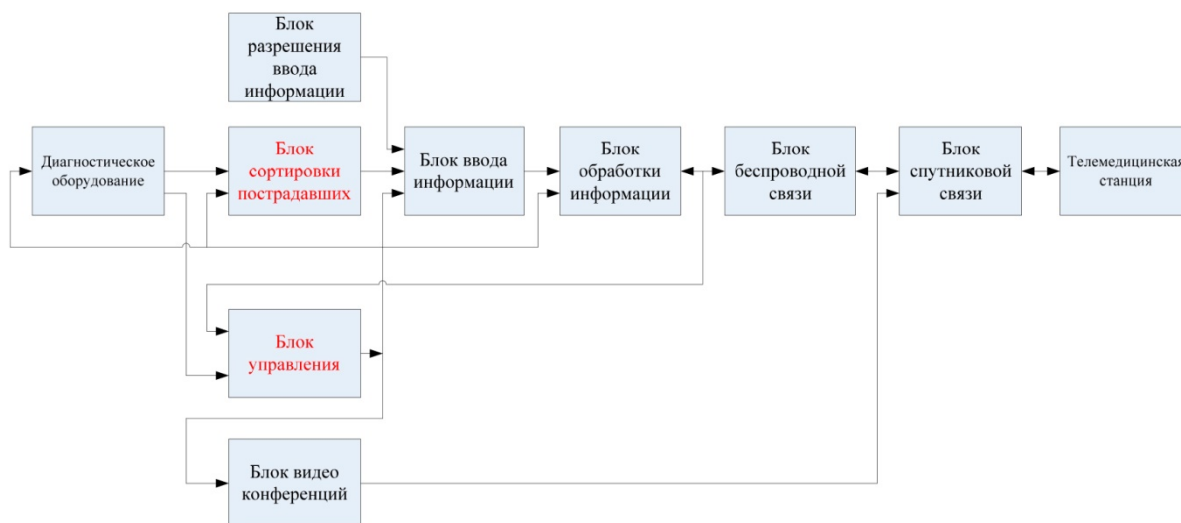 Блок
разрешения
ввода
информации
Диагностическое
оборудование
Блок
сортировки
пострадавших
Блок ввода
информации
Блок
обработки
информации
Блок
беспроводной
связи
Блок
спутниковой
связи
Телемедицинская
станция
Блок
управления
Блок видео
конференций